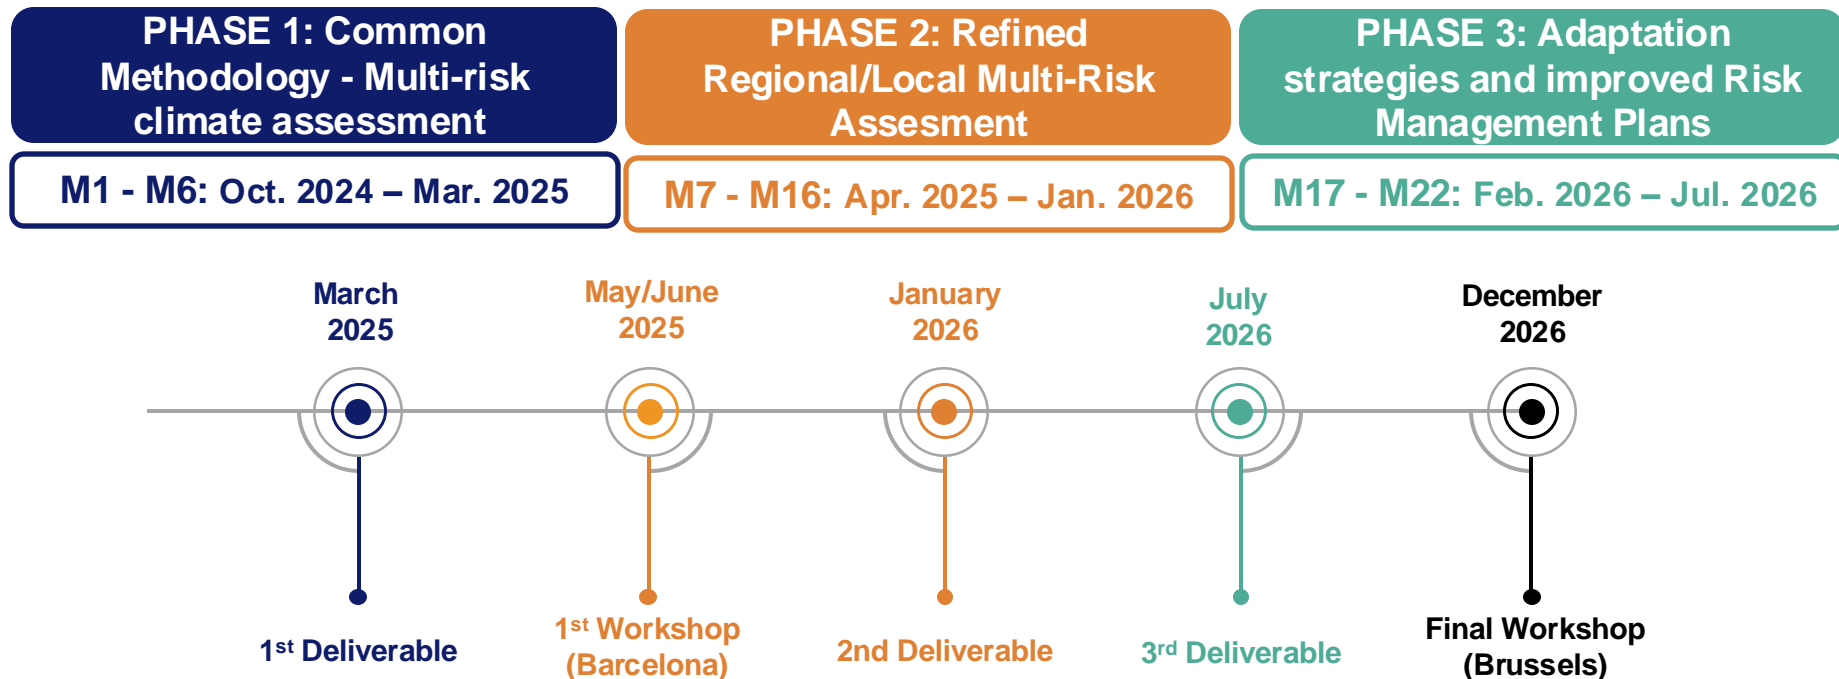 PHASE 1: Common
Methodology - Multi-risk
climate assessment
M1 - M6: Oct. 2024 – Mar. 2025
PHASE 2: Refined
Regional/Local Multi-Risk
Assesment
M7 - M16: Apr. 2025 – Jan. 2026
PHASE 3: Adaptation
strategies and improved Risk
Management Plans
M17 - M22: Feb. 2026 – Jul. 2026
March
2025
1st Deliverable
May/June
2025
1st Workshop
(Barcelona)
January
2026
2nd Deliverable
July
2026
3rd Deliverable
December
2026
Final Workshop
(Brussels)